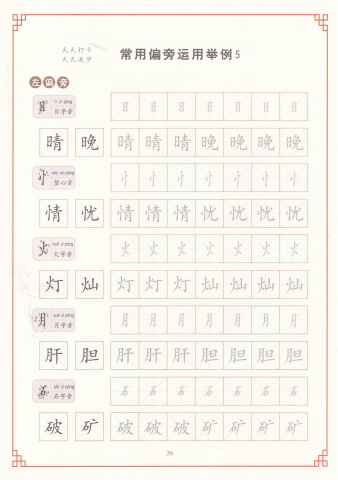 天天打卡
天天进步
常用偏旁运用举例5
左偏旁
rì zì páng
日 日字旁 日 日 日 日 日 日 日
晴 晚 晴 晴 晴 晚 晚 晚 晚
shù xīn páng
忄 竖心旁 忄 忄 忄 忄 忄 忄 忄
情 忧 情 情 情 忧 忧 忧 忧
huǒ zì páng
火 火字旁 火 火 火 火 火 火 火
灯 灿 灯 灯 灯 灿 灿 灿 灿
yuè zì páng
月 月字旁 月 月 月 月 月 月 月
肝 胆 肝 肝 肝 胆 胆 胆 胆
shí zì páng
石 石字旁 石 石 石 石 石 石 石
破 矿 破 破 破 矿 矿 矿 矿
36